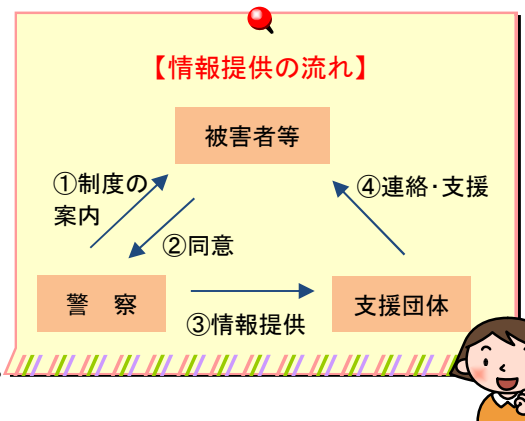 【情報提供の流れ】
被害者等
①制度の
案内
④連絡・支援
②同意
警　察
支援団体
③情報提供